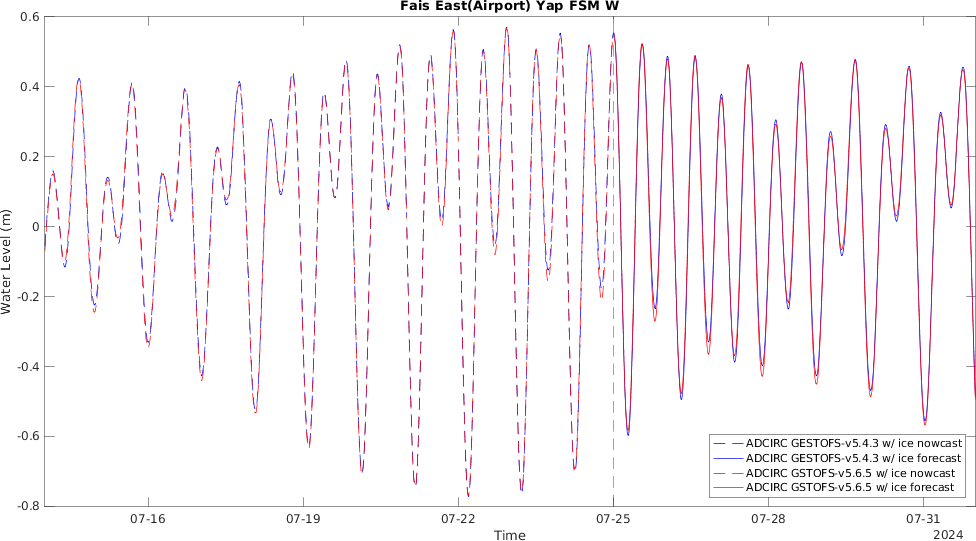 Fais East(Airport) Yap FSM W
0.6
0.4
0.2
0
-0.2
-0.4
-0.6
-0.8
Water Level (m)
ADCIRC GESTOFS-v5.4.3 w/ ice nowcast
ADCIRC GESTOFS-v5.4.3 w/ ice forecast
ADCIRC GSTOFS-v5.6.5 w/ ice nowcast
ADCIRC GSTOFS-v5.6.5 w/ ice forecast
07-16 07-19 07-22 07-25 07-28 07-31
Time
2024